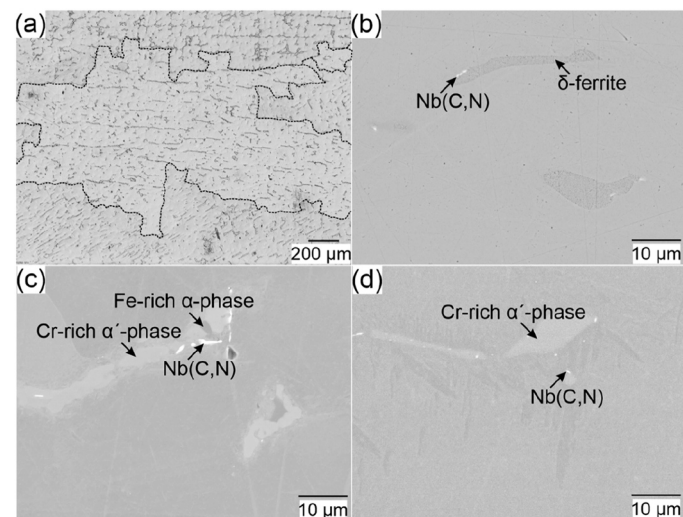 (a)
200 μm
(b)
Nb(C,N)
δ-ferrite
10 μm
(c)
Fe-rich α-phase
Cr-rich α´-phase
Nb(C,N)
10 μm
(d)
Cr-rich α´-phase
Nb(C,N)
10 μm